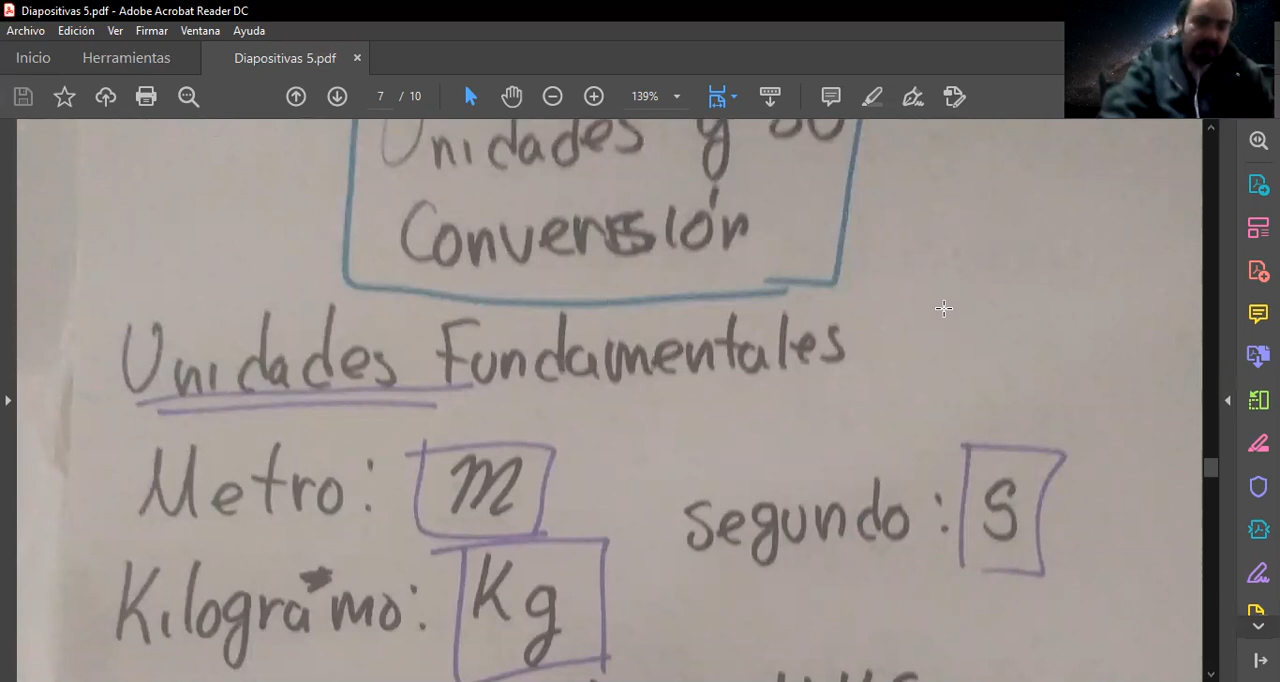 Diapositivas 5.pdf - Adobe Acrobat Reader DC
Archivo Edición Ver Firmar Ventana Ayuda
Inicio Herramientas Diapositivas 5.pdf ×
7 / 10 139%
Unidades y su
Conversión
Unidades Fundamentales
Metro: m
segundo: s
Kilogramo: Kg